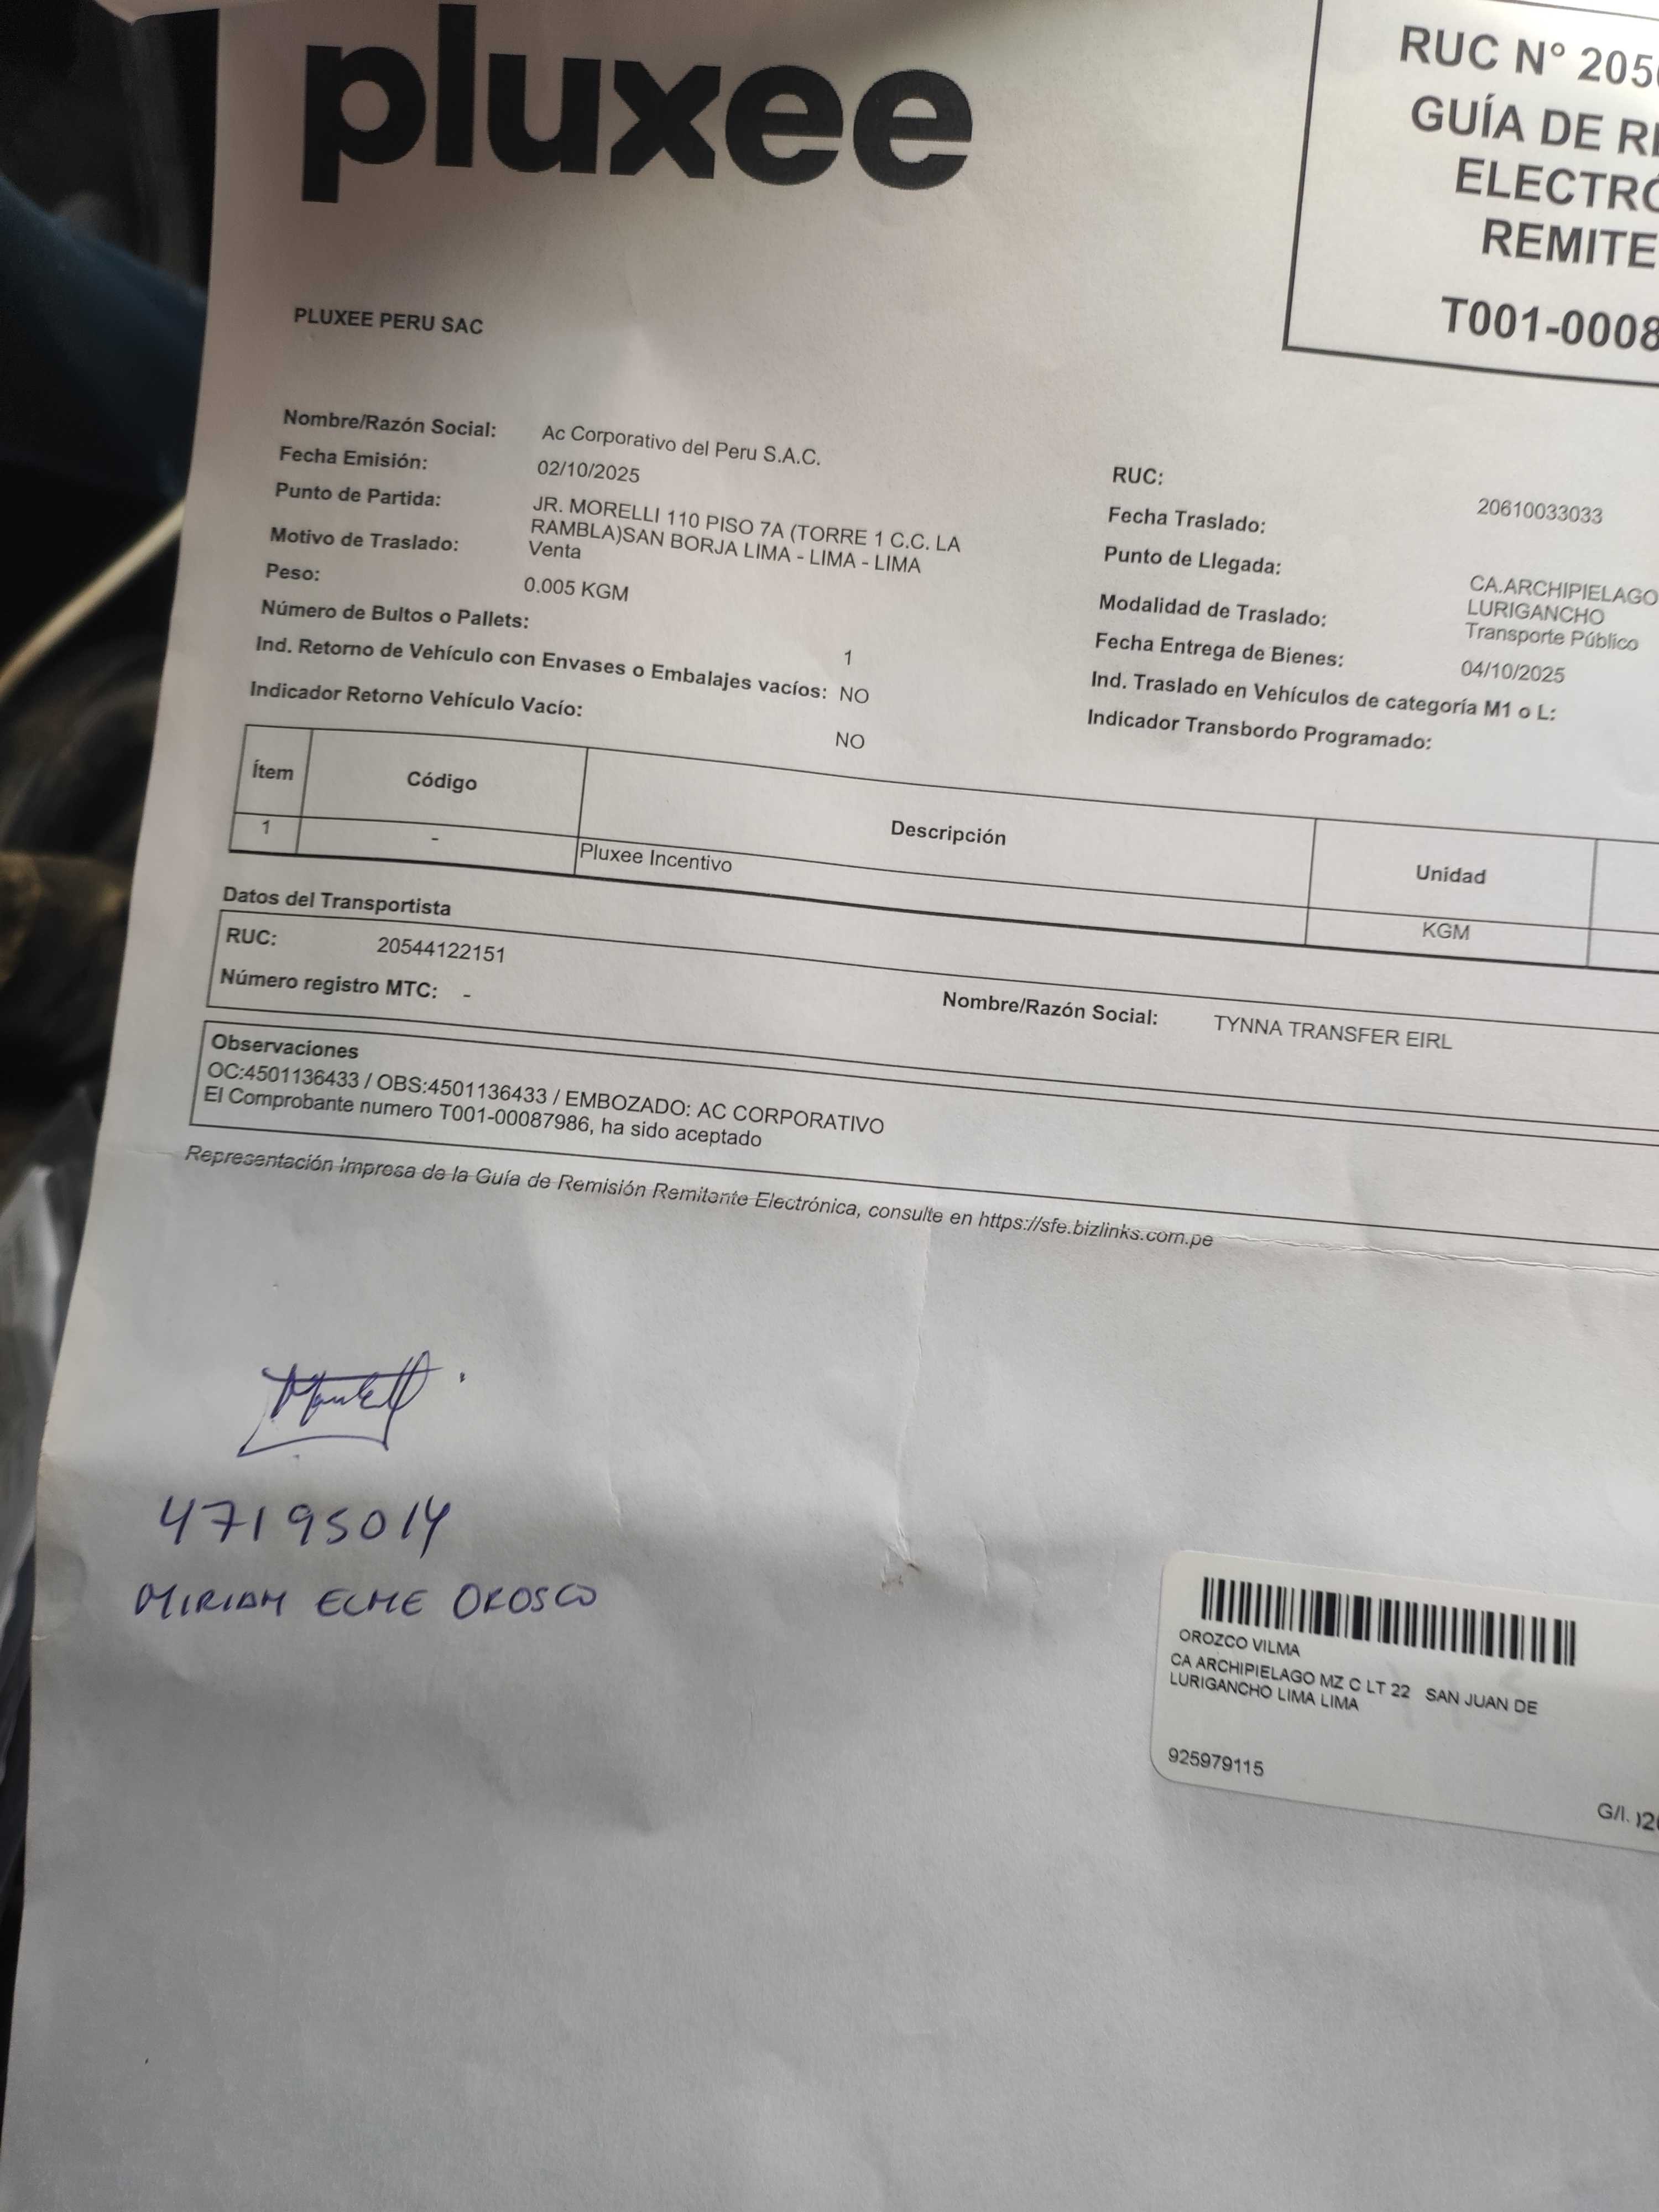 pluxee
RUC N° 205
GUÍA DE
ELECTRÓ
REMITE
T001-0008
PLUXEE PERU SAC
Nombre/Razón Social: Ac Corporativo del Peru S.A.C.
Fecha Emisión: 02/10/2025
Punto de Partida: JR. MORELLI 110 PISO 7A (TORRE 1 C.C. LA
RAMBLA)SAN BORJA LIMA - LIMA - LIMA
Motivo de Traslado: Venta
Peso: 0.005 KGM
Número de Bultos o Pallets: 1
Ind. Retorno de Vehículo con Envases o Embalajes vacíos: NO
Indicador Retorno Vehículo Vacío: NO
RUC: 20610033033
Fecha Traslado:
Punto de Llegada: CA.ARCHIPIELAGO
LURIGANCHO
Modalidad de Traslado: Transporte Público
Fecha Entrega de Bienes: 04/10/2025
Ind. Traslado en Vehículos de categoría M1 o L:
Indicador Transbordo Programado:
Ítem Código Descripción Unidad
1 - Pluxee Incentivo KGM
Datos del Transportista
RUC: 20544122151
Nombre/Razón Social: TYNNA TRANSFER EIRL
Número registro MTC: -
Observaciones
OC:4501136433 / OBS:4501136433 / EMBOZADO: AC CORPORATIVO
El Comprobante numero T001-00087986, ha sido aceptado
Representación Impresa de la Guía de Remisión Remitente Electrónica, consulte en https://sfe.bizlinks.com.pe
47195014
MIRIAM ELME OROSCO
OROZCO VILMA
CA ARCHIPIELAGO MZ C LT 22 SAN JUAN DE
LURIGANCHO LIMA LIMA
925979115
G/I.